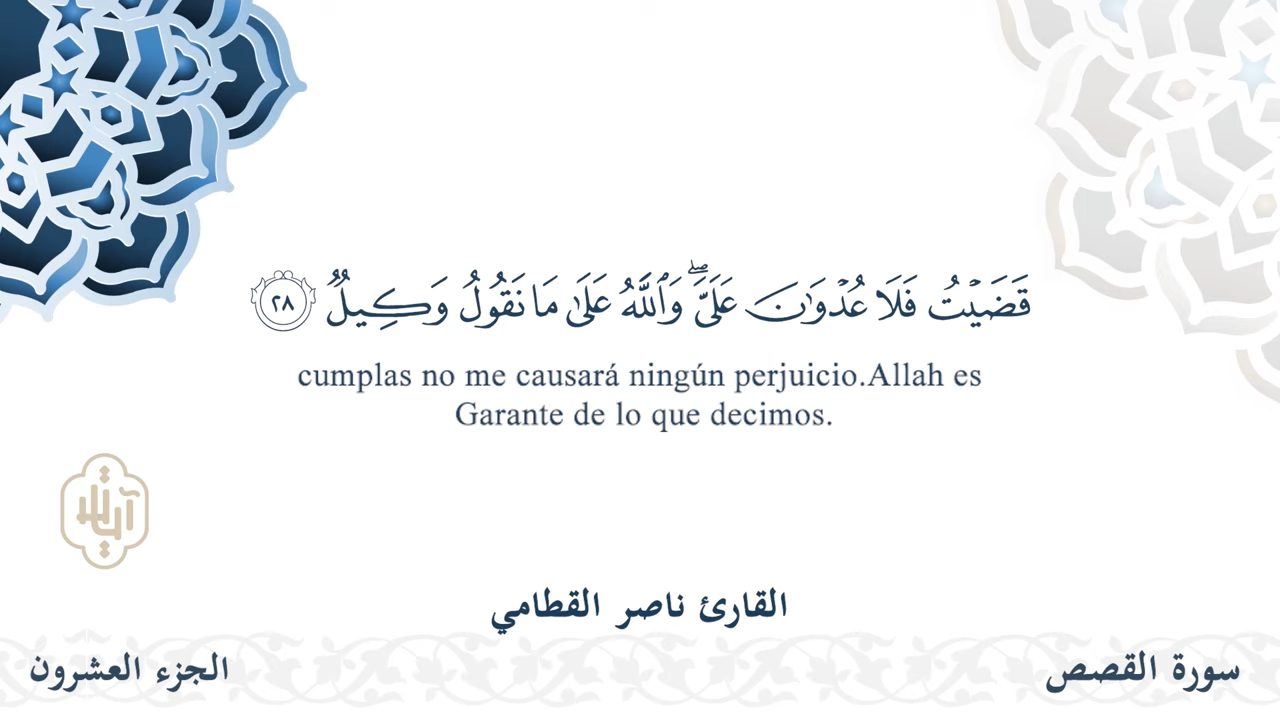 قَضَيۡتُ فَلَا عُدۡوَٰنَ عَلَيَّۖ وَٱللَّهُ عَلَىٰ مَا نَقُولُ وَكِيلٌ ٢٨
cumplas no me causará ningún perjuicio.Allah es
Garante de lo que decimos.
القارئ ناصر القطامي
سورة القصص
الجزء العشرون